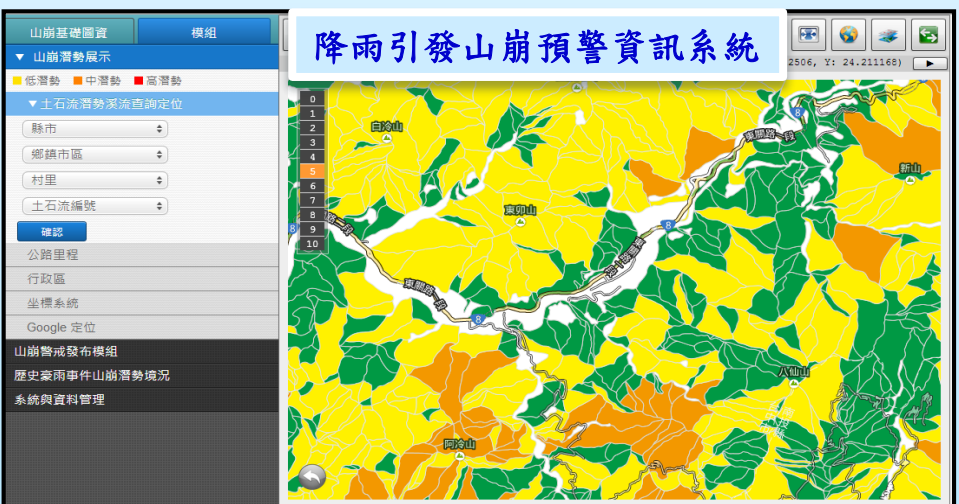 降雨引發山崩預警資訊系統
山崩基礎圖資
模組
▼ 山崩潛勢展示
低潛勢 中潛勢 高潛勢
▼土石流潛勢溪流查詢定位
縣市
鄉鎮市區
村里
土石流編號
確認
公路里程
行政區
坐標系統
Google 定位
山崩警戒發布模組
歷史豪雨事件山崩潛勢境況
系統與資料管理
2506, Y: 24.211168)
0
1
2
3
4
5
6
7
8
9
10
白冷山
東關路一段
8
新山
東卯山
8
8
東關路一段
8
八仙山
阿冷山